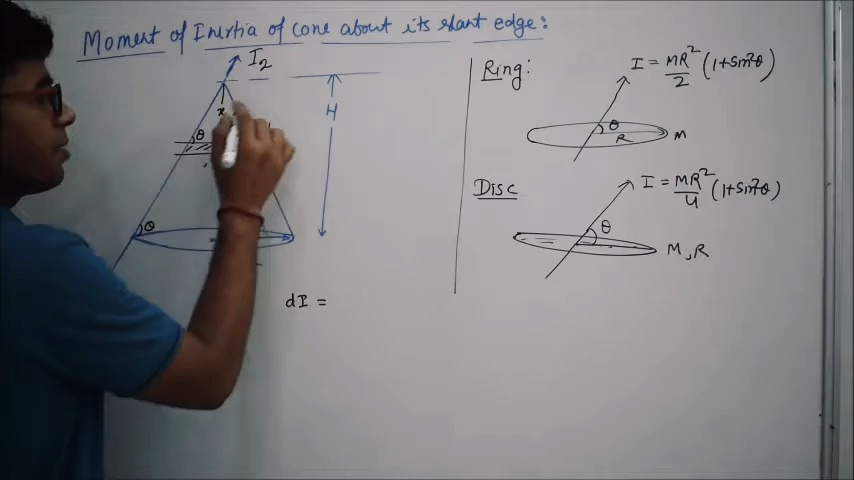 Moment of Inertia of cone about its slant edge:
I2
x
H
θ
θ
dI =
Ring:
I = MR²/2 (1+sin²θ)
θ
R
M
Disc
I = MR²/4 (1+sin²θ)
θ
M,R